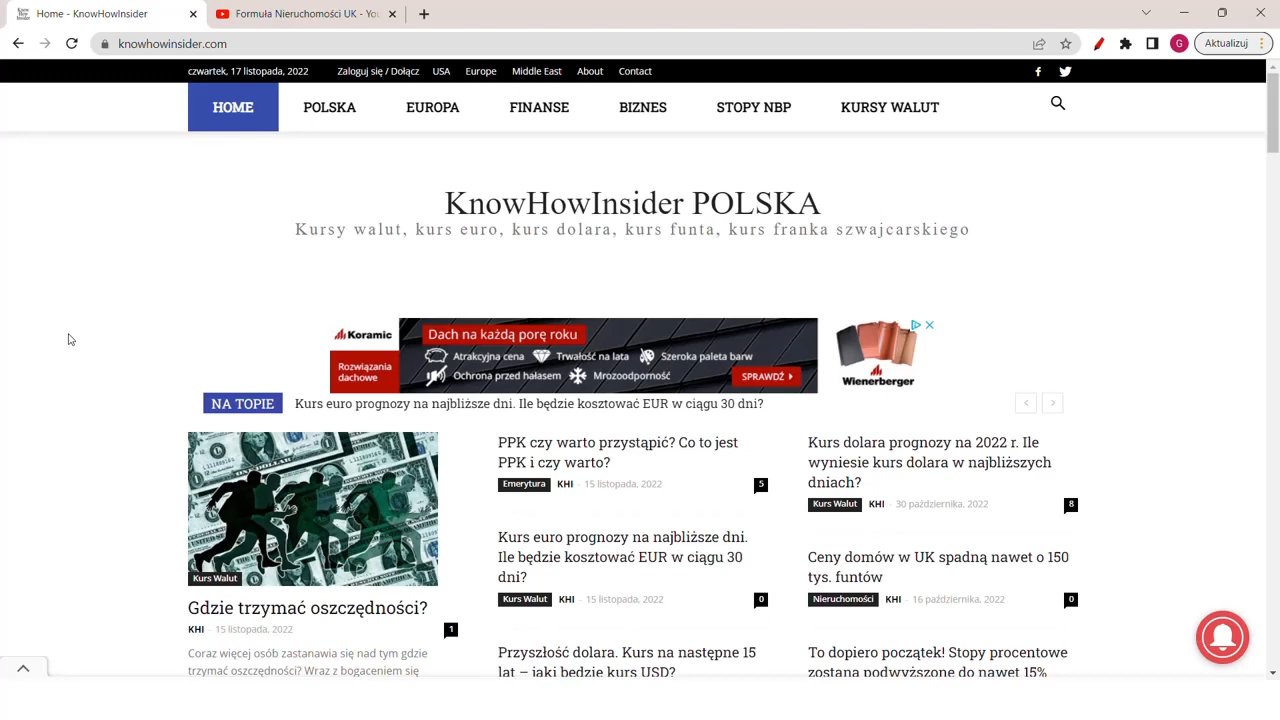 Home - KnowHowInsider
Formuła Nieruchomości UK - You
knowhowinsider.com
G
Aktualizuj
czwartek, 17 listopada, 2022
Zaloguj się / Dołącz
USA
Europe
Middle East
About
Contact
HOME
POLSKA
EUROPA
FINANSE
BIZNES
STOPY NBP
KURSY WALUT
KnowHowInsider POLSKA
Kursy walut, kurs euro, kurs dolara, kurs funta, kurs franka szwajcarskiego
Koramic
Rozwiązania
dachowe
Dach na każdą porę roku
Atrakcyjna cena
Trwałość na lata
Szeroka paleta barw
Ochrona przed hałasem
Mrozoodporność
SPRAWDŹ
Wienerberger
NA TOPIE
Kurs euro prognozy na najbliższe dni. Ile będzie kosztować EUR w ciągu 30 dni?
Kurs Walut
Gdzie trzymać oszczędności?
KHI - 15 listopada, 2022
1
Coraz więcej osób zastanawia się nad tym gdzie
trzymać oszczędności? Wraz z bogaceniem się
PPK czy warto przystąpić? Co to jest
PPK i czy warto?
Emerytura KHI - 15 listopada, 2022
5
Kurs euro prognozy na najbliższe dni.
Ile będzie kosztować EUR w ciągu 30
dni?
Kurs Walut KHI - 15 listopada, 2022
0
Przyszłość dolara. Kurs na następne 15
lat – jaki będzie kurs USD?
Kurs dolara prognozy na 2022 r. Ile
wyniesie kurs dolara w najbliższych
dniach?
Kurs Walut KHI - 30 października, 2022
8
Ceny domów w UK spadną nawet o 150
tys. funtów
Nieruchomości KHI - 16 października, 2022
0
To dopiero początek! Stopy procentowe
zostaną podwyższone do nawet 15%